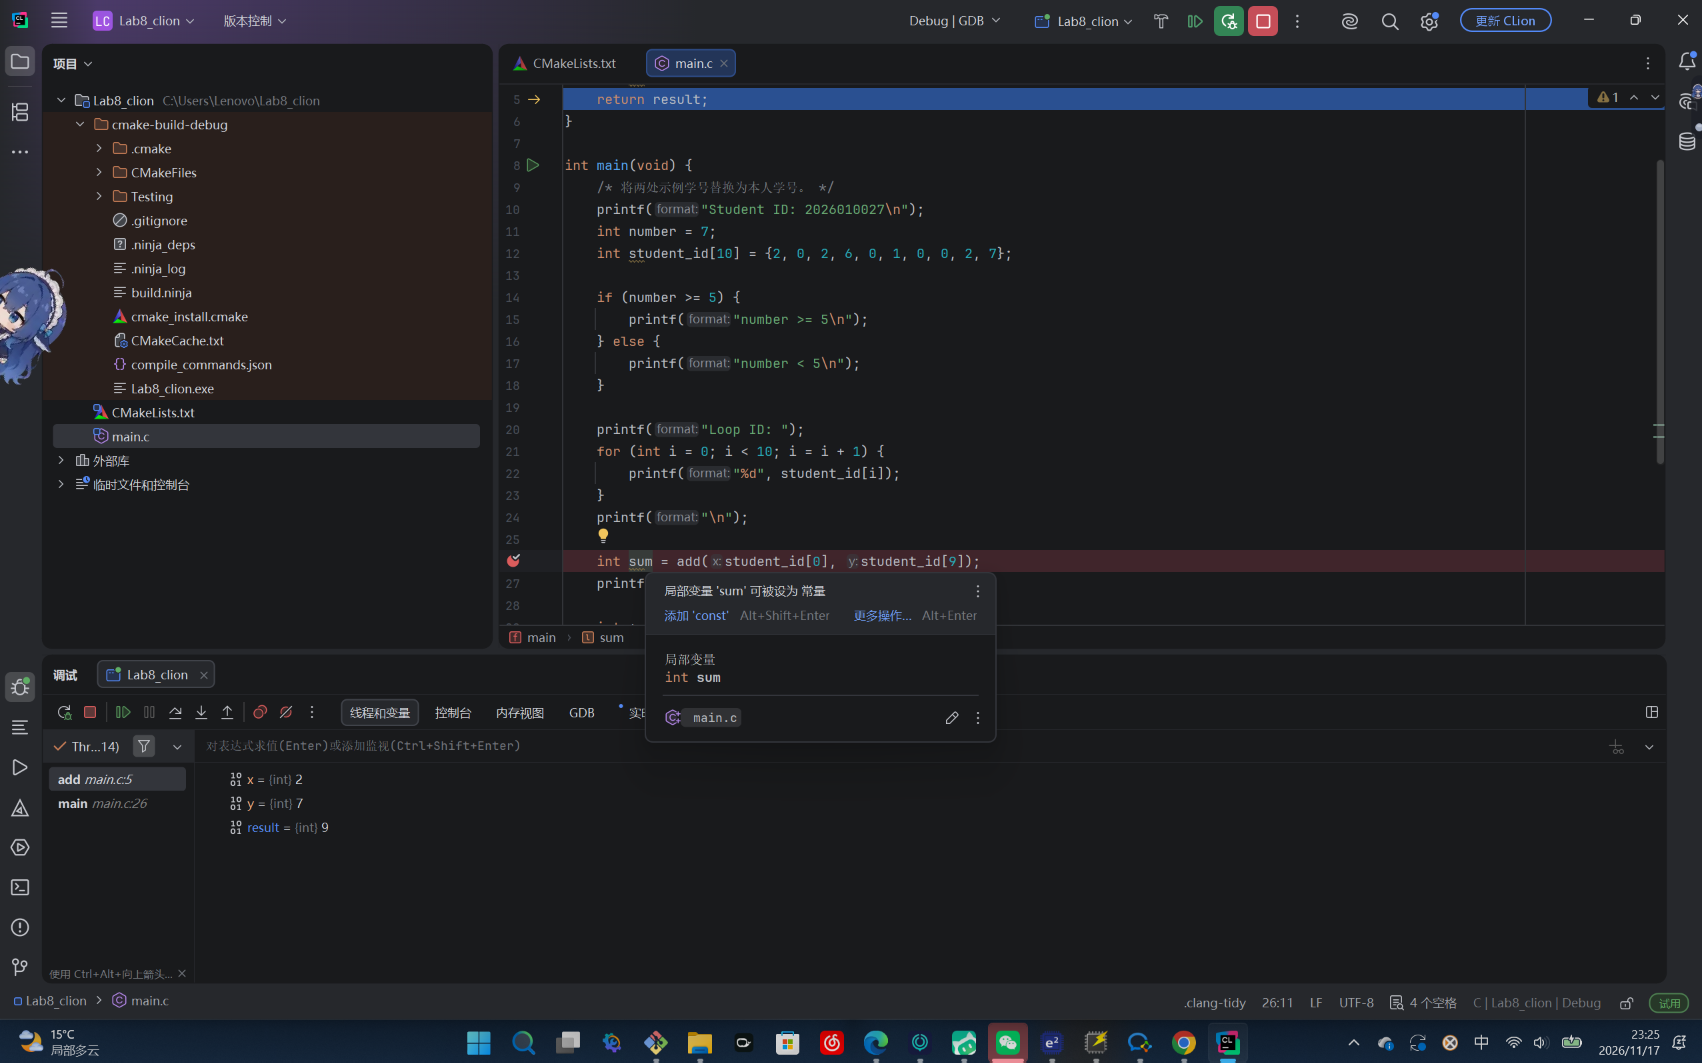 LC Lab8_clion 版本控制 Debug | GDB Lab8_clion 更新 CLion
项目
Lab8_clion C:\Users\Lenovo\Lab8_clion
cmake-build-debug
.cmake
CMakeFiles
Testing
.gitignore
.ninja_deps
.ninja_log
build.ninja
cmake_install.cmake
CMakeCache.txt
compile_commands.json
Lab8_clion.exe
CMakeLists.txt
main.c
外部库
临时文件和控制台
CMakeLists.txt main.c
5 return result; 1
6 }
7
8 int main(void) {
9 /* 将两处示例学号替换为本人学号。 */
10 printf( format: "Student ID: 2026010027\n");
11 int number = 7;
12 int student_id[10] = {2, 0, 2, 6, 0, 1, 0, 0, 2, 7};
13
14 if (number >= 5) {
15 printf( format: "number >= 5\n");
16 } else {
17 printf( format: "number < 5\n");
18 }
19
20 printf( format: "Loop ID: ");
21 for (int i = 0; i < 10; i = i + 1) {
22 printf( format: "%d", student_id[i]);
23 }
24 printf( format: "\n");
25
int sum = add( x: student_id[0], y: student_id[9]);
27 printf
28
局部变量 'sum' 可被设为 常量
添加 'const' Alt+Shift+Enter 更多操作... Alt+Enter
局部变量
int sum
main.c
main › sum
调试 Lab8_clion
线程和变量 控制台 内存视图 GDB
Thr...14) 对表达式求值(Enter)或添加监视(Ctrl+Shift+Enter)
add main.c:5
main main.c:26
x = {int} 2
y = {int} 7
result = {int} 9
使用 Ctrl+Alt+向上箭头...
Lab8_clion > main.c .clang-tidy 26:11 LF UTF-8 4 个空格 C | Lab8_clion | Debug 试用
15°C
局部多云
中
23:25
2026/11/17